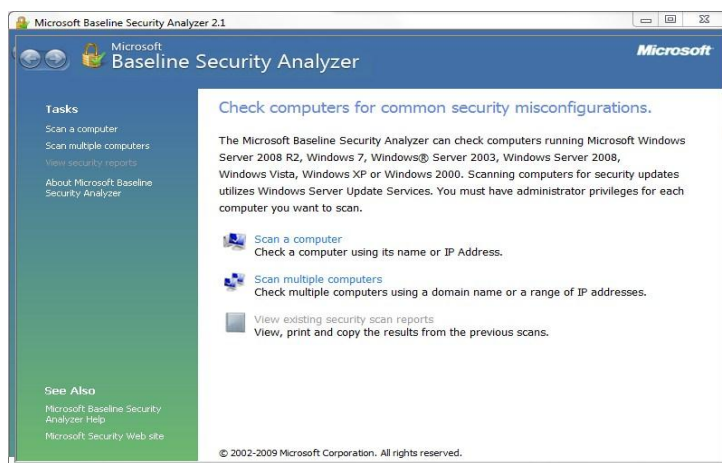 Microsoft Baseline Security Analyzer 2.1
Microsoft
Baseline Security Analyzer
Microsoft
Tasks
Scan a computer
Scan multiple computers
View security reports
About Microsoft Baseline
Security Analyzer
See Also
Microsoft Baseline Security
Analyzer Help
Microsoft Security Web site
Check computers for common security misconfigurations.
The Microsoft Baseline Security Analyzer can check computers running Microsoft Windows
Server 2008 R2, Windows 7, Windows® Server 2003, Windows Server 2008,
Windows Vista, Windows XP or Windows 2000. Scanning computers for security updates
utilizes Windows Server Update Services. You must have administrator privileges for each
computer you want to scan.
Scan a computer
Check a computer using its name or IP Address.
Scan multiple computers
Check multiple computers using a domain name or a range of IP addresses.
View existing security scan reports
View, print and copy the results from the previous scans.
© 2002-2009 Microsoft Corporation. All rights reserved.